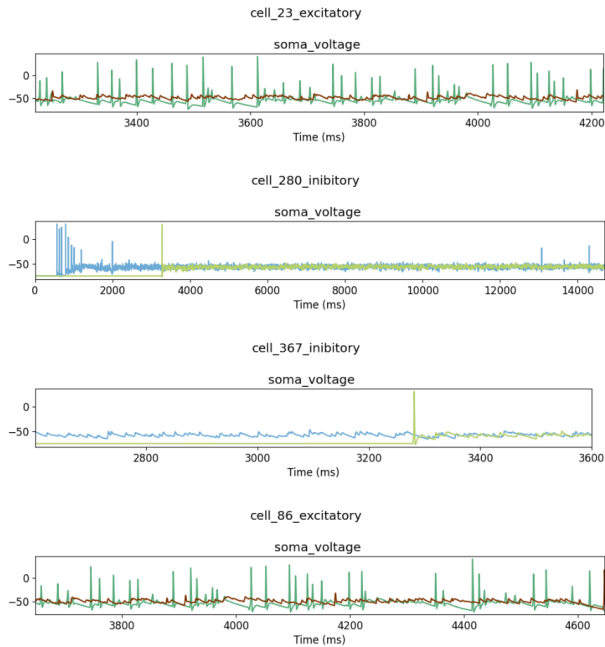 cell_23_excitatory
soma_voltage
0
−50
3400 3600 3800 4000 4200
Time (ms)
cell_280_inibitory
soma_voltage
0
−50
0 2000 4000 6000 8000 10000 12000 14000
Time (ms)
cell_367_inibitory
soma_voltage
0
−50
2800 3000 3200 3400 3600
Time (ms)
cell_86_excitatory
soma_voltage
0
−50
3800 4000 4200 4400 4600
Time (ms)